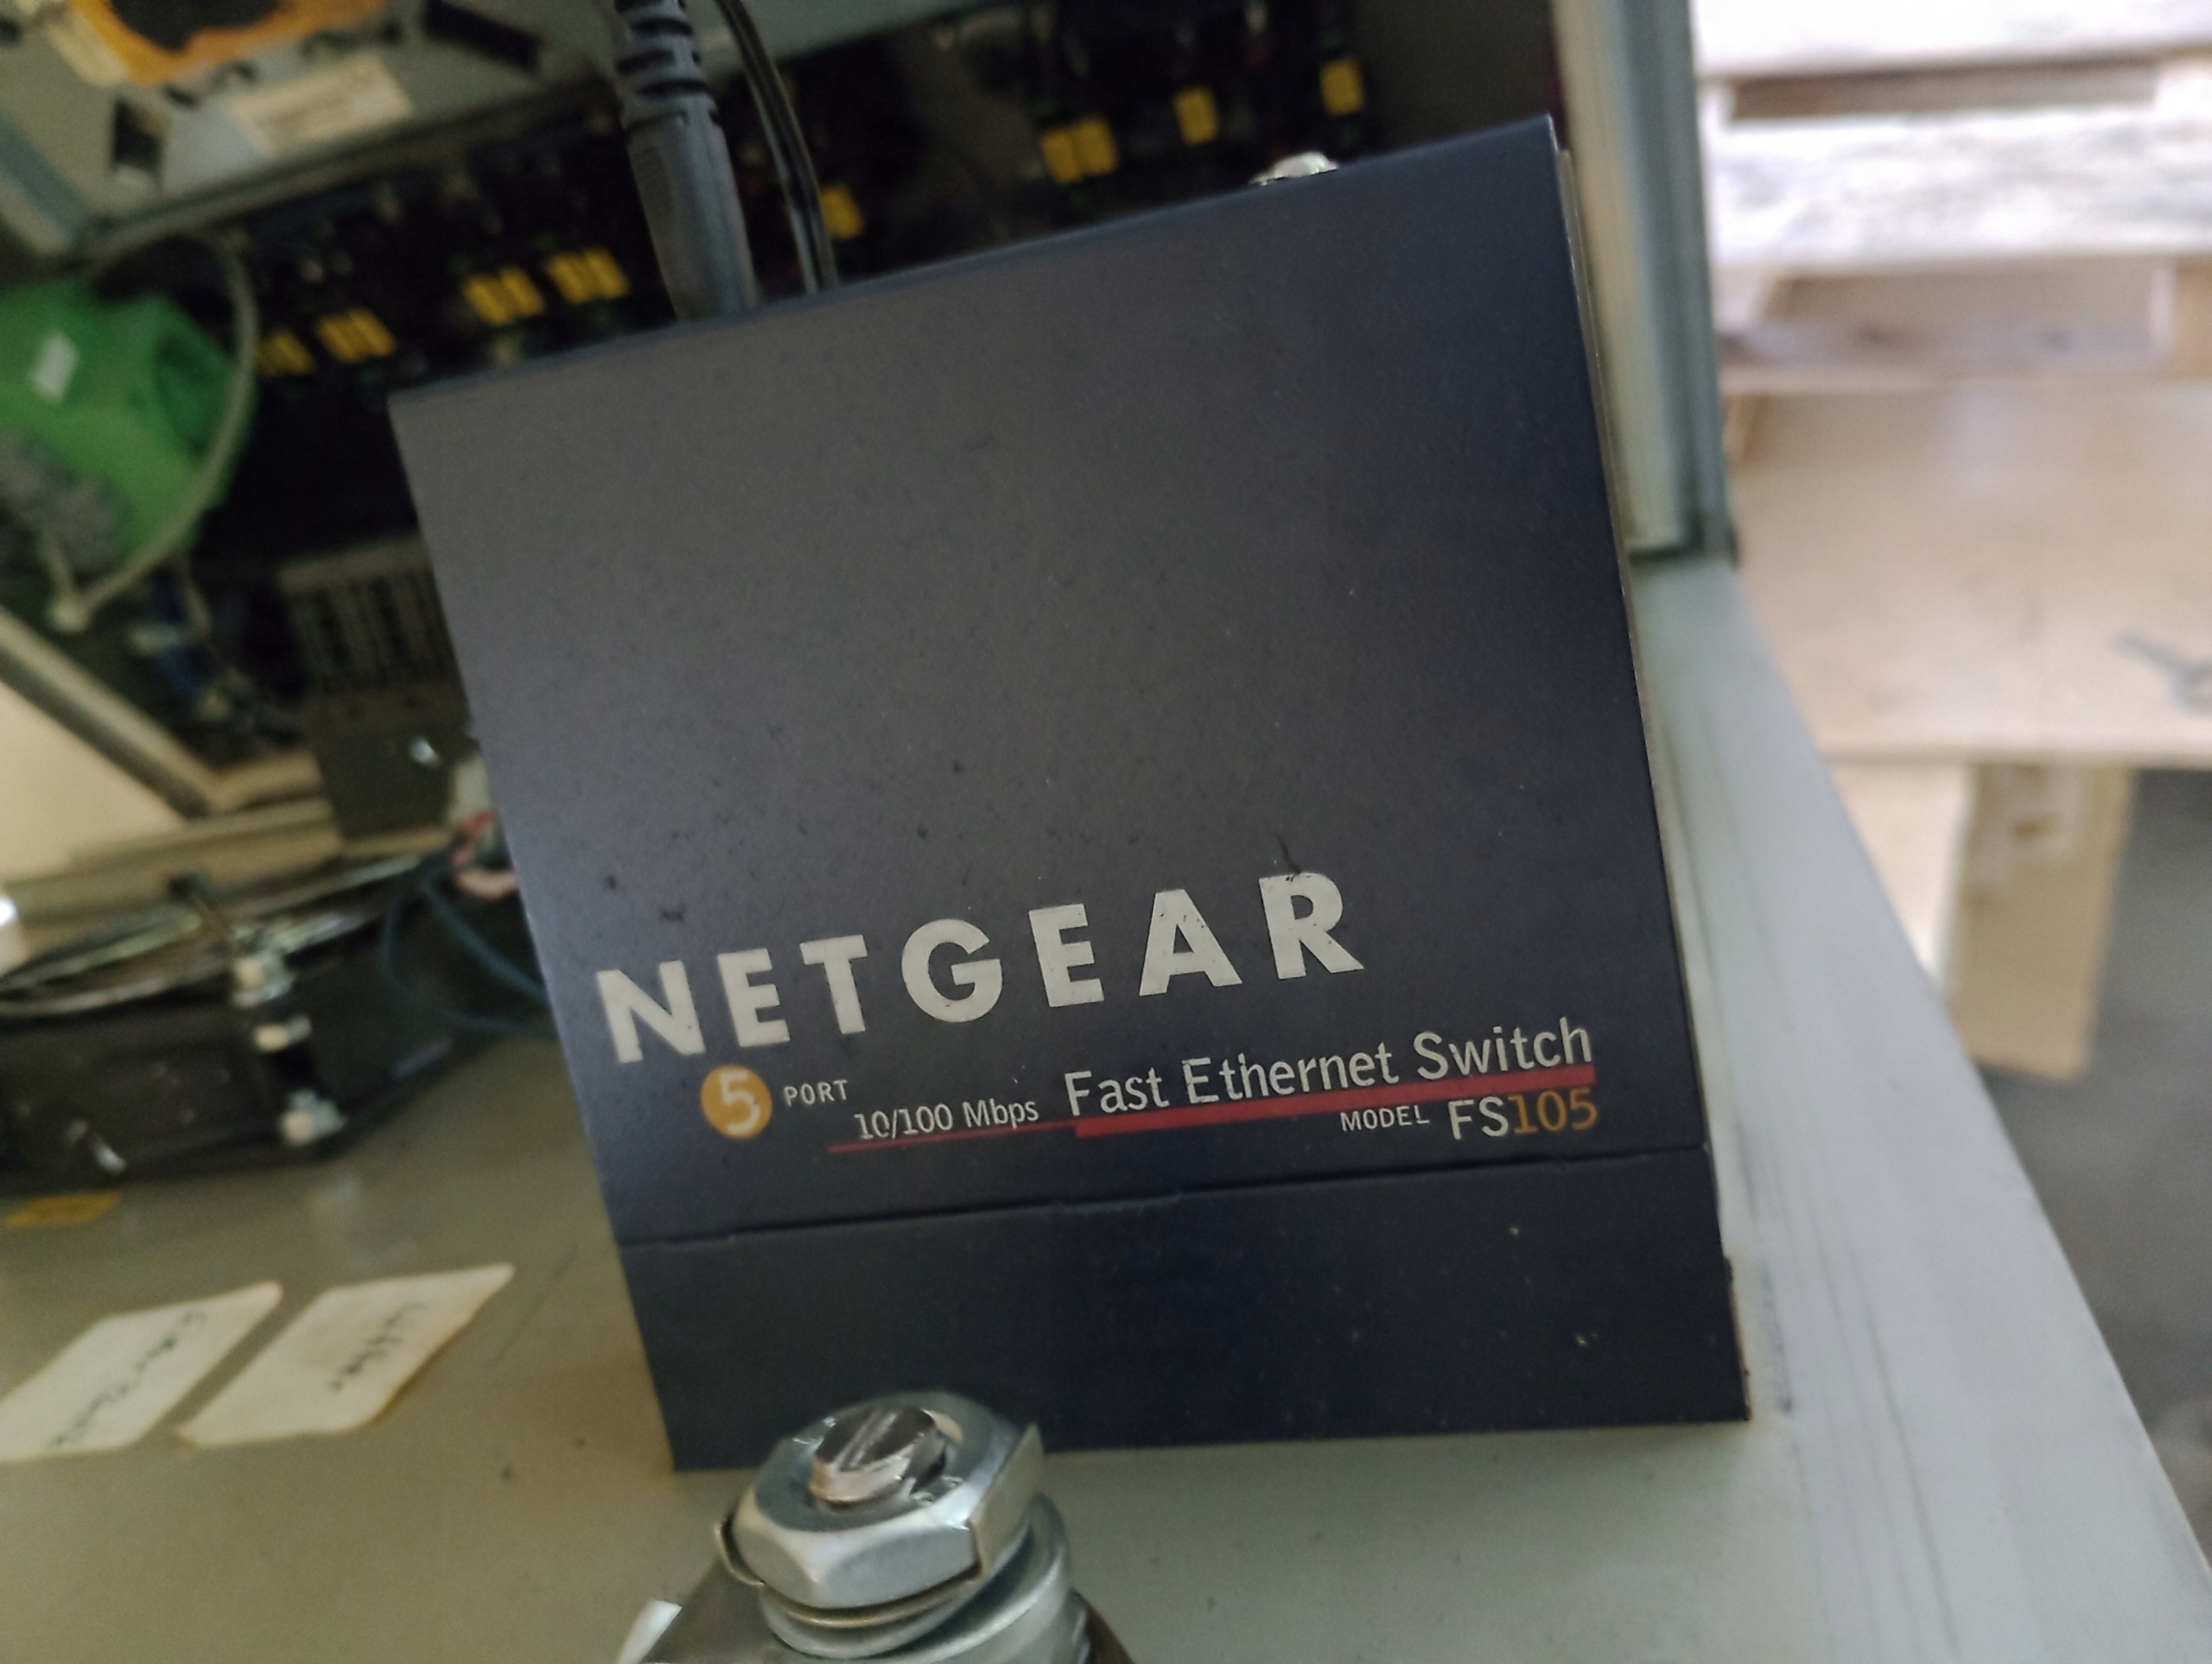 NETGEAR
5 PORT 10/100 Mbps Fast Ethernet Switch
MODEL FS105